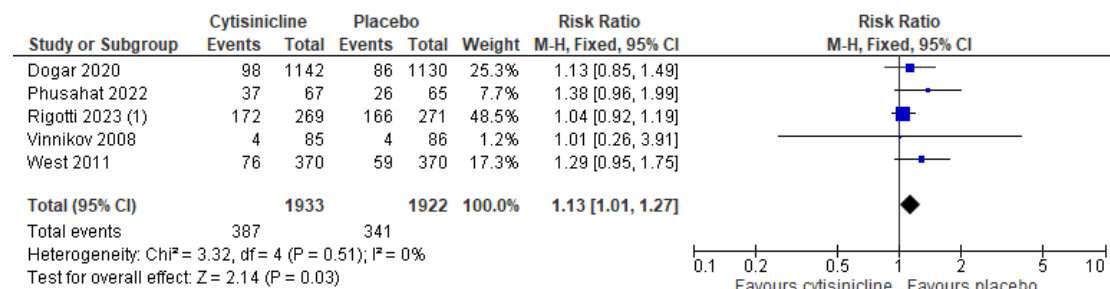 Cytisinicline Placebo Risk Ratio Risk Ratio
Study or Subgroup Events Total Events Total Weight M-H, Fixed, 95% CI M-H, Fixed, 95% CI
Dogar 2020 98 1142 86 1130 25.3% 1.13 [0.85, 1.49]
Phusahat 2022 37 67 26 65 7.7% 1.38 [0.96, 1.99]
Rigotti 2023 (1) 172 269 166 271 48.5% 1.04 [0.92, 1.19]
Vinnikov 2008 4 85 4 86 1.2% 1.01 [0.26, 3.91]
West 2011 76 370 59 370 17.3% 1.29 [0.95, 1.75]
Total (95% CI) 1933 1922 100.0% 1.13 [1.01, 1.27]
Total events 387 341
Heterogeneity: Chi² = 3.32, df = 4 (P = 0.51); I² = 0%
Test for overall effect: Z = 2.14 (P = 0.03)
0.1 0.2 0.5 1 2 5 10
Favours cytisinicline Favours placebo